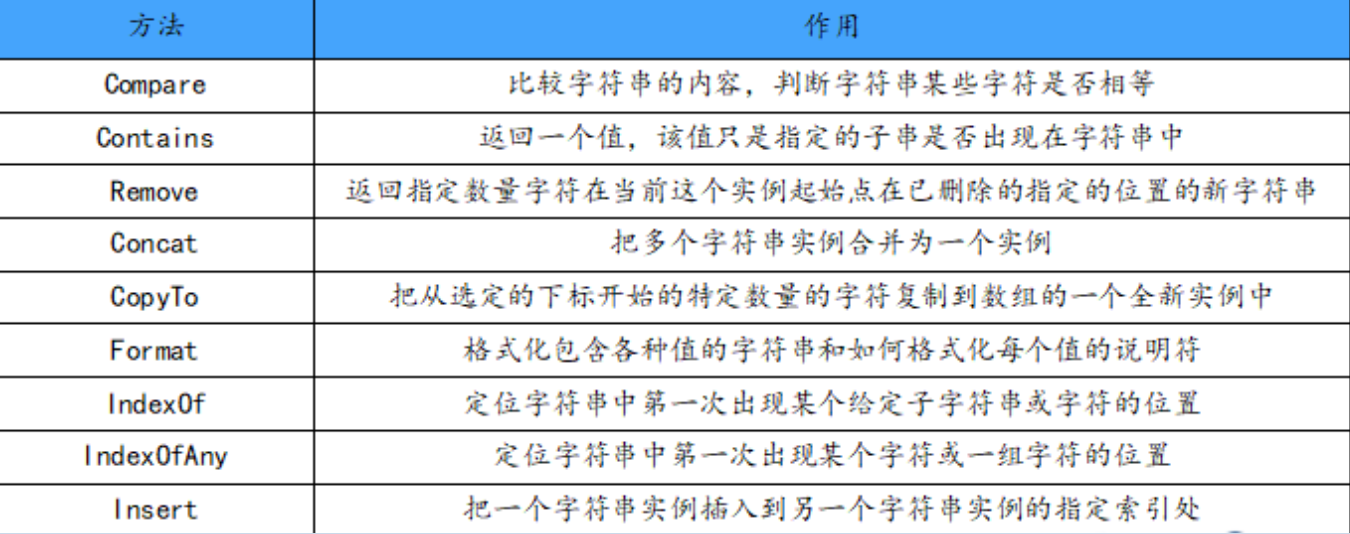 方法 作用
Compare 比较字符串的内容，判断字符串某些字符是否相等
Contains 返回一个值，该值只是指定的子串是否出现在字符串中
Remove 返回指定数量字符在当前这个实例起始点在已删除的指定的位置的新字符串
Concat 把多个字符串实例合并为一个实例
CopyTo 把从选定的下标开始的特定数量的字符复制到数组的一个全新实例中
Format 格式化包含各种值的字符串和如何格式化每个值的说明符
IndexOf 定位字符串中第一次出现某个给定子字符串或字符的位置
IndexOfAny 定位字符串中第一次出现某个字符或一组字符的位置
Insert 把一个字符串实例插入到另一个字符串实例的指定索引处